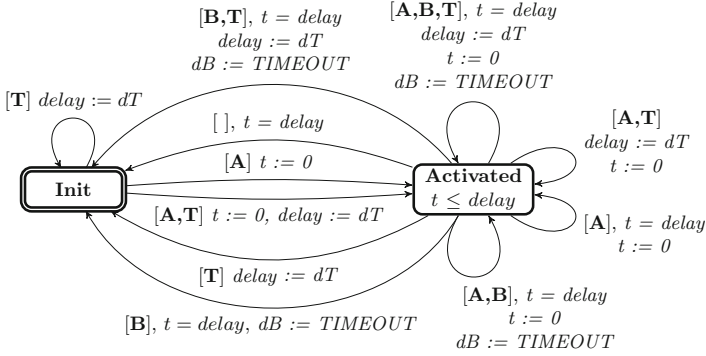 [B,T], t = delay
delay := dT
dB := TIMEOUT
[A,B,T], t = delay
delay := dT
t := 0
dB := TIMEOUT
[T] delay := dT
[ ], t = delay
[A,T]
delay := dT
t := 0
[A] t := 0
Init
Activated
t ≤ delay
[A,T] t := 0, delay := dT
[A], t = delay
t := 0
[T] delay := dT
[A,B], t = delay
t := 0
dB := TIMEOUT
[B], t = delay, dB := TIMEOUT